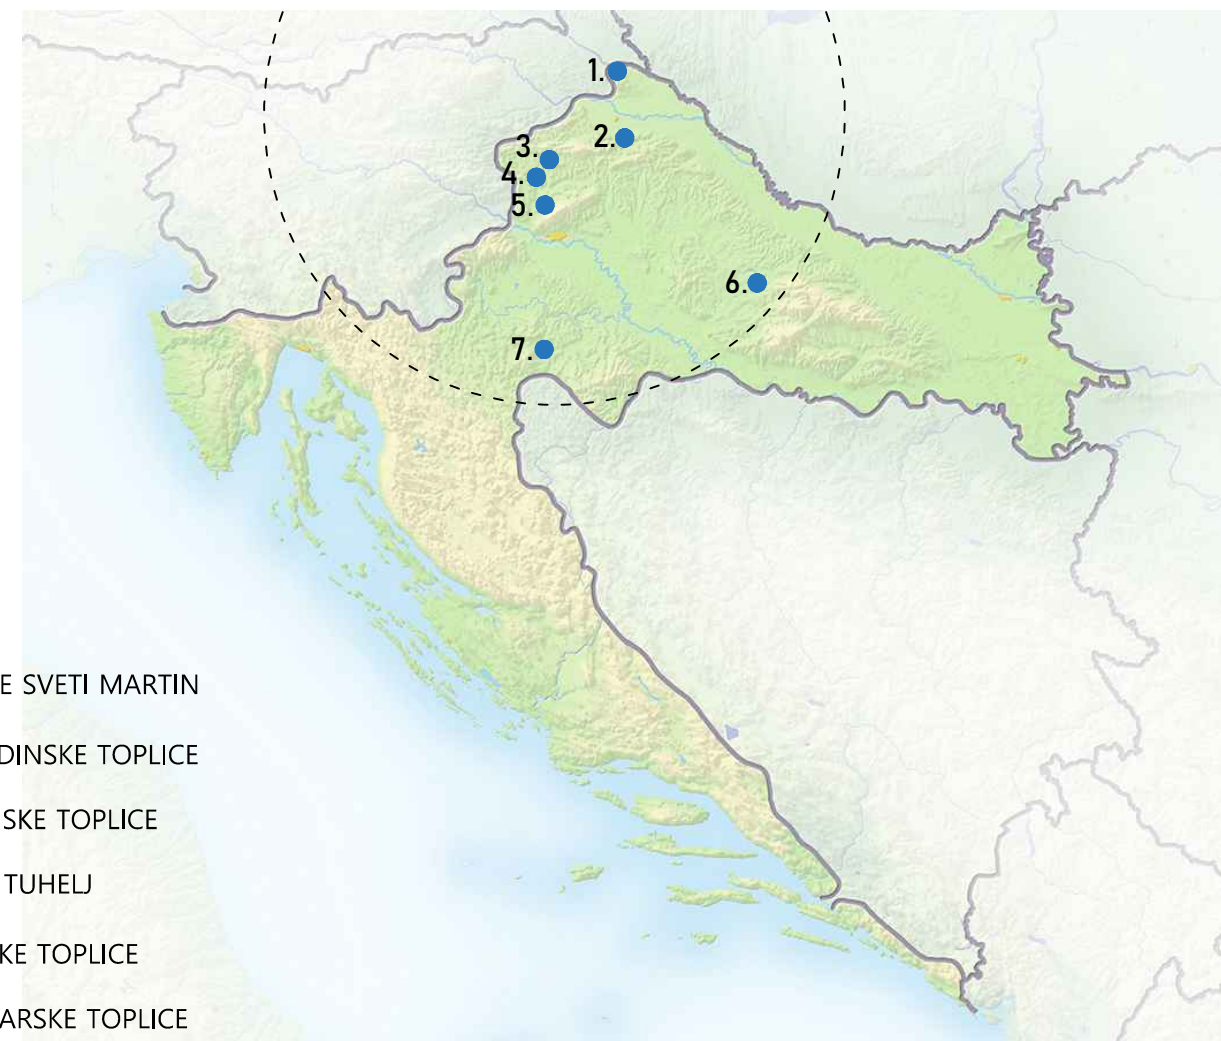 1.
2.
3.
4.
5.
6.
7.
E SVETI MARTIN
DINSKE TOPLICE
SKE TOPLICE
TUHELJ
KE TOPLICE
ARSKE TOPLICE